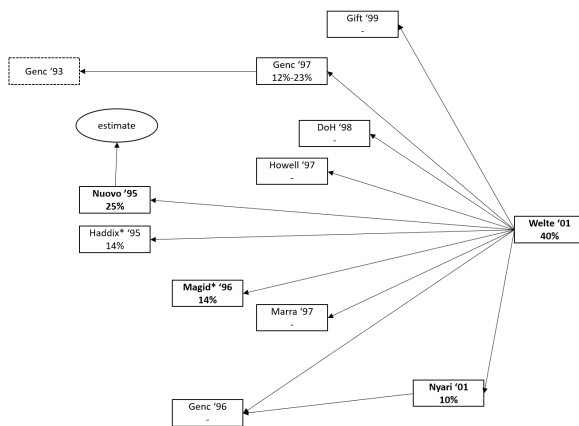 Gift ‘99
-
Genc ‘93
Genc ‘97
12%-23%
estimate
DoH ‘98
-
Howell ‘97
-
Nuovo ‘95
25%
Haddix* ‘95
14%
Welte ‘01
40%
Magid* ‘96
14%
Marra ‘97
-
Nyari ‘01
10%
Genc ‘96
-